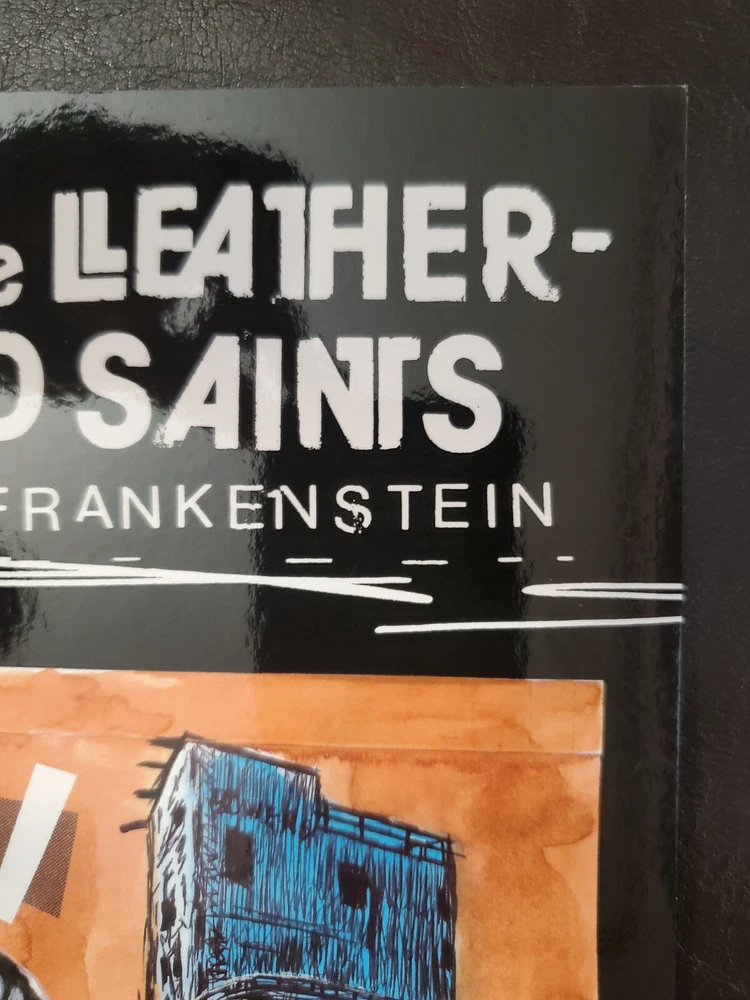 e LEATHER-
D SAINTS
FRANKENSTEIN